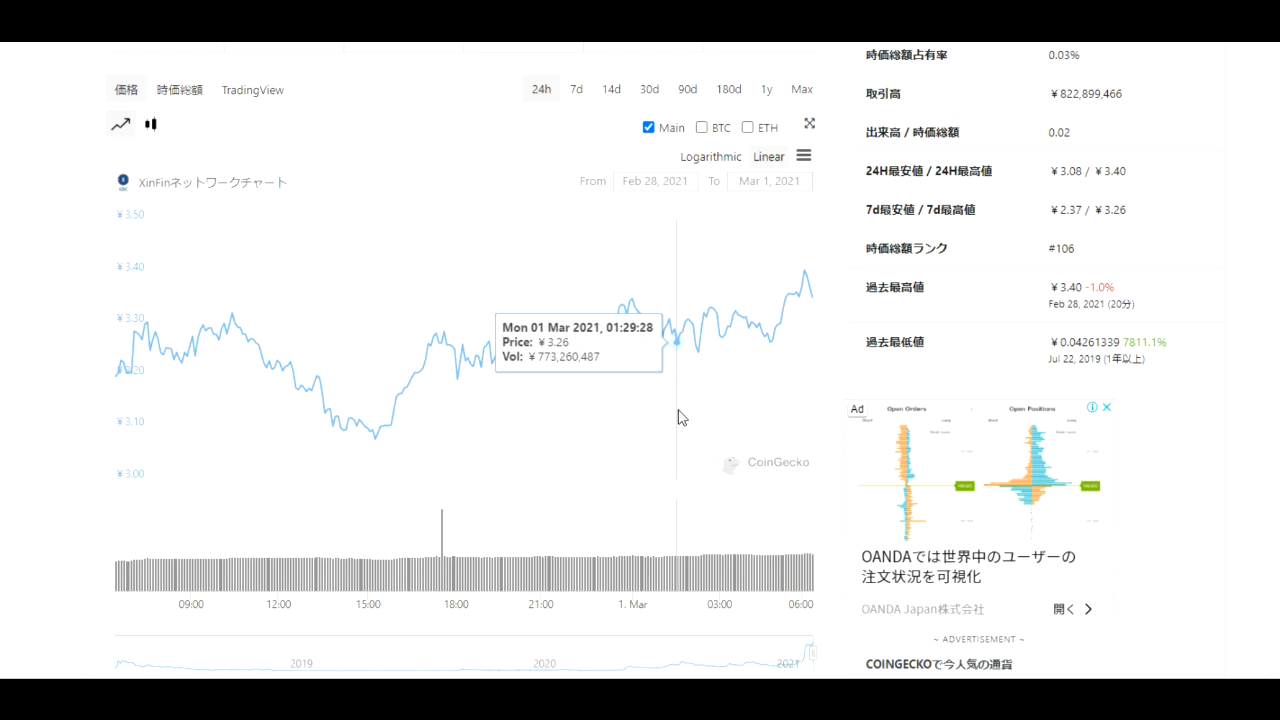 価格 時価総額 TradingView
24h 7d 14d 30d 90d 180d 1y Max
Main BTC ETH
Logarithmic Linear
XinFinネットワークチャート
From Feb 28, 2021 To Mar 1, 2021
¥3.50
¥3.40
¥3.30
¥3.20
¥3.10
¥3.00
Mon 01 Mar 2021, 01:29:28
Price: ¥3.26
Vol: ¥773,260,487
CoinGecko
09:00 12:00 15:00 18:00 21:00 1. Mar 03:00 06:00
2019 2020 2021
時価総額占有率 0.03%
取引高 ¥822,899,466
出来高 / 時価総額 0.02
24H最安値 / 24H最高値 ¥3.08 / ¥3.40
7d最安値 / 7d最高値 ¥2.37 / ¥3.26
時価総額ランク #106
過去最高値 ¥3.40 -1.0%
Feb 28, 2021 (20分)
過去最低値 ¥0.04261339 7811.1%
Jul 22, 2019 (1年以上)
Ad
Open Orders Open Positions
OANDAでは世界中のユーザーの
注文状況を可視化
OANDA Japan株式会社 開く
~ ADVERTISEMENT ~
COINGECKOで今人気の通貨